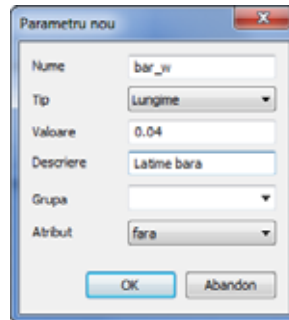 Parametru nou
Nume bar_w
Tip Lungime
Valoare 0.04
Descriere Latime bara
Grupa
Atribut fara
OK Abandon